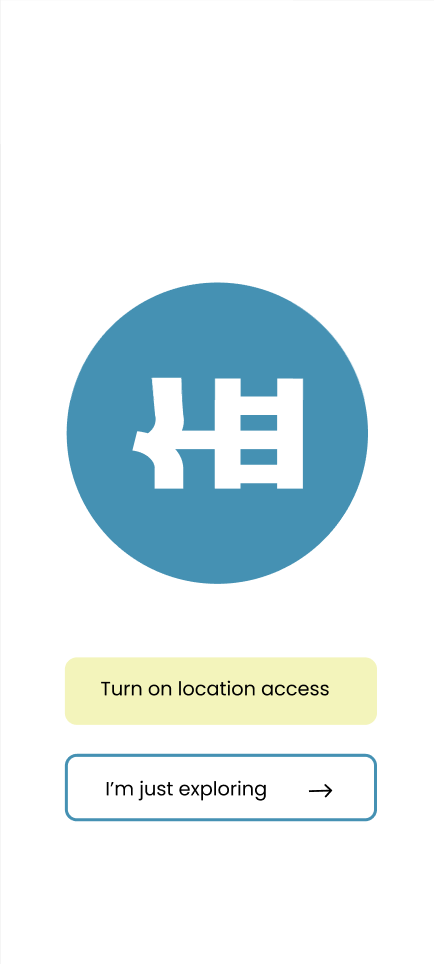 Turn on location access
I’m just exploring →